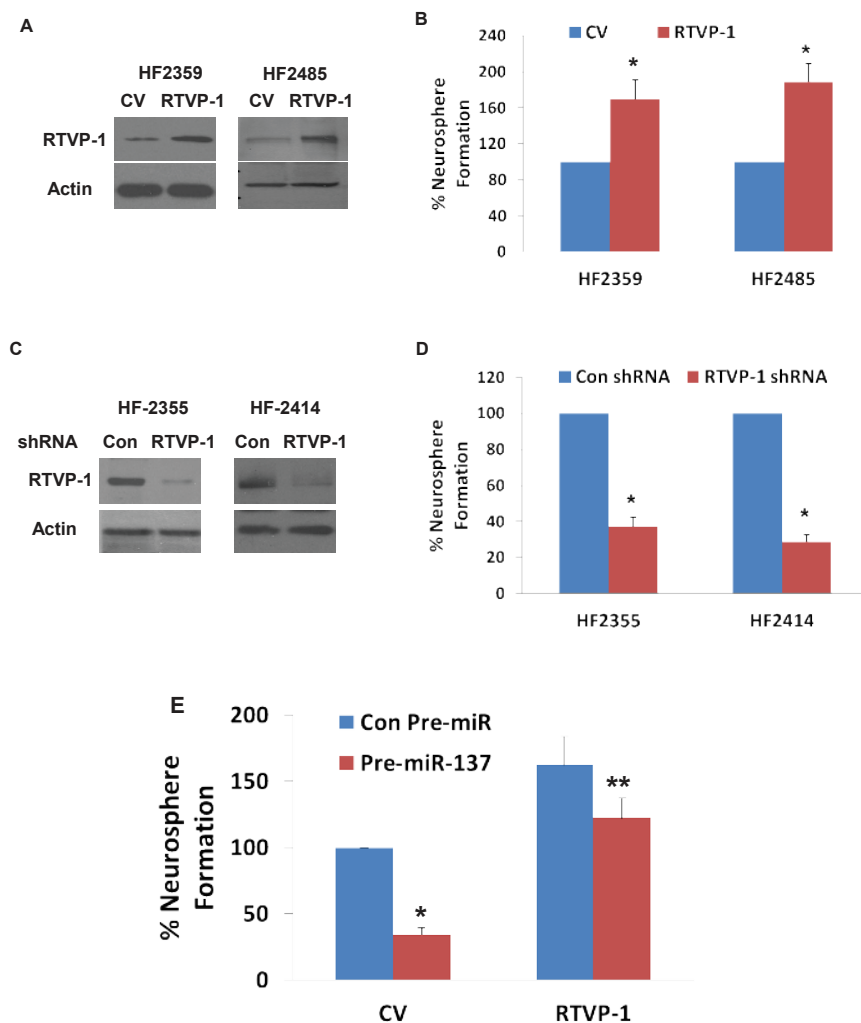 A
HF2359 HF2485
CV RTVP-1 CV RTVP-1
RTVP-1
Actin
B
CV RTVP-1
% Neurosphere
Formation
240
200
160
120
80
40
0
* *
HF2359 HF2485
C
HF-2355 HF-2414
shRNA Con RTVP-1 Con RTVP-1
RTVP-1
Actin
D
Con shRNA RTVP-1 shRNA
% Neurosphere
Formation
120
100
80
60
40
20
0
* *
HF2355 HF2414
E
Con Pre-miR
Pre-miR-137
% Neurosphere
Formation
200
150
100
50
0
* **
CV RTVP-1